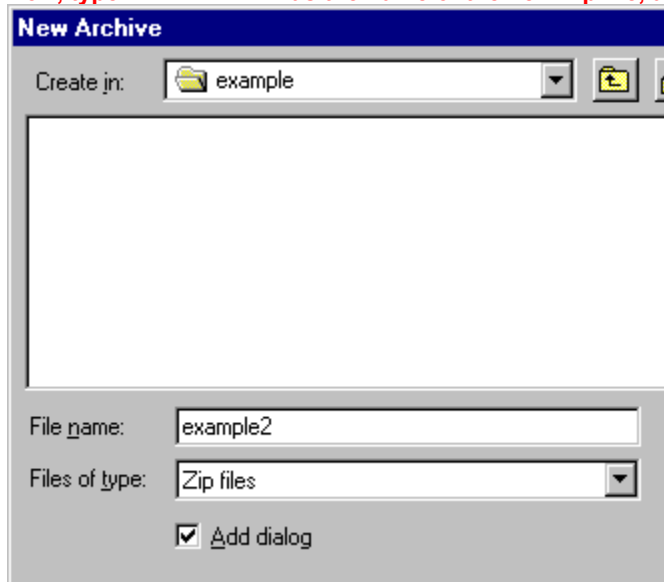 New Archive
Create in: example
File name: example2
Files of type: Zip files
Add dialog